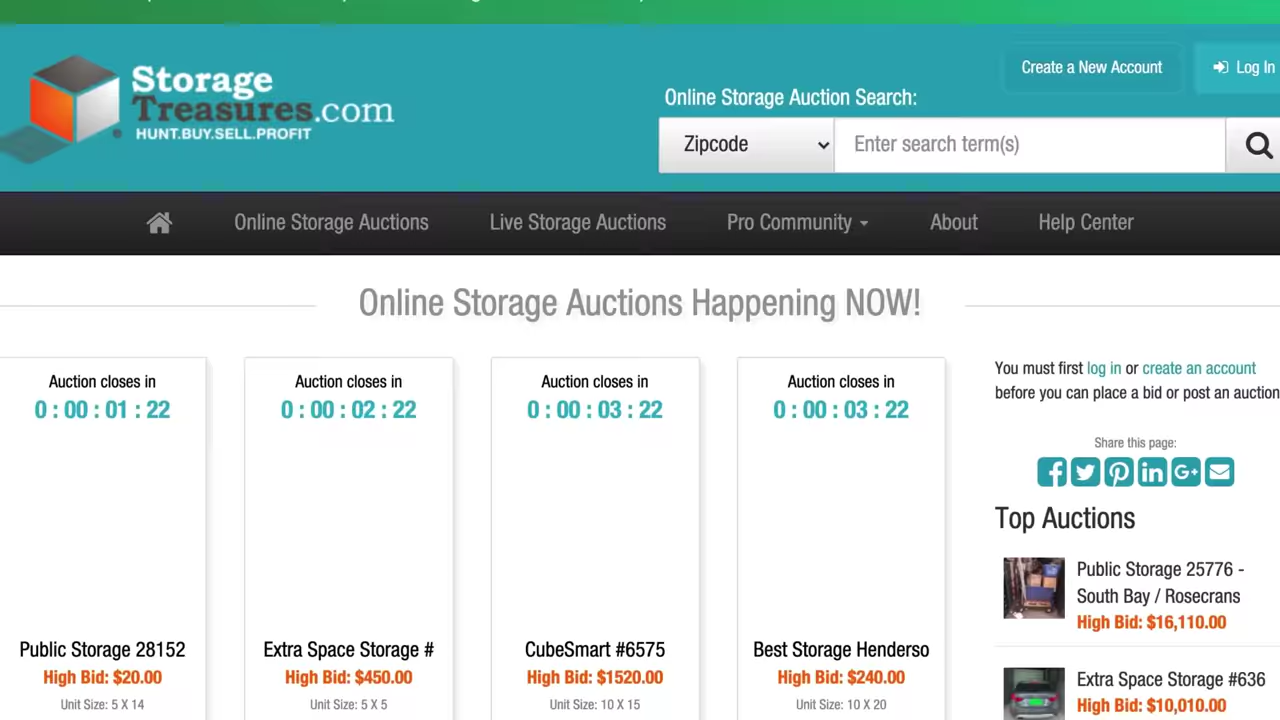 Storage
Treasures.com
HUNT.BUY.SELL.PROFIT
Create a New Account
Log In
Online Storage Auction Search:
Zipcode
Enter search term(s)
Online Storage Auctions
Live Storage Auctions
Pro Community
About
Help Center
Online Storage Auctions Happening NOW!
Auction closes in
0 : 00 : 01 : 22
Public Storage 28152
High Bid: $20.00
Unit Size: 5 X 14
Auction closes in
0 : 00 : 02 : 22
Extra Space Storage #
High Bid: $450.00
Unit Size: 5 X 5
Auction closes in
0 : 00 : 03 : 22
CubeSmart #6575
High Bid: $1520.00
Unit Size: 10 X 15
Auction closes in
0 : 00 : 03 : 22
Best Storage Henderso
High Bid: $240.00
Unit Size: 10 X 20
You must first log in or create an account
before you can place a bid or post an auction
Share this page:
Top Auctions
Public Storage 25776 -
South Bay / Rosecrans
High Bid: $16,110.00
Extra Space Storage #636
High Bid: $10,010.00